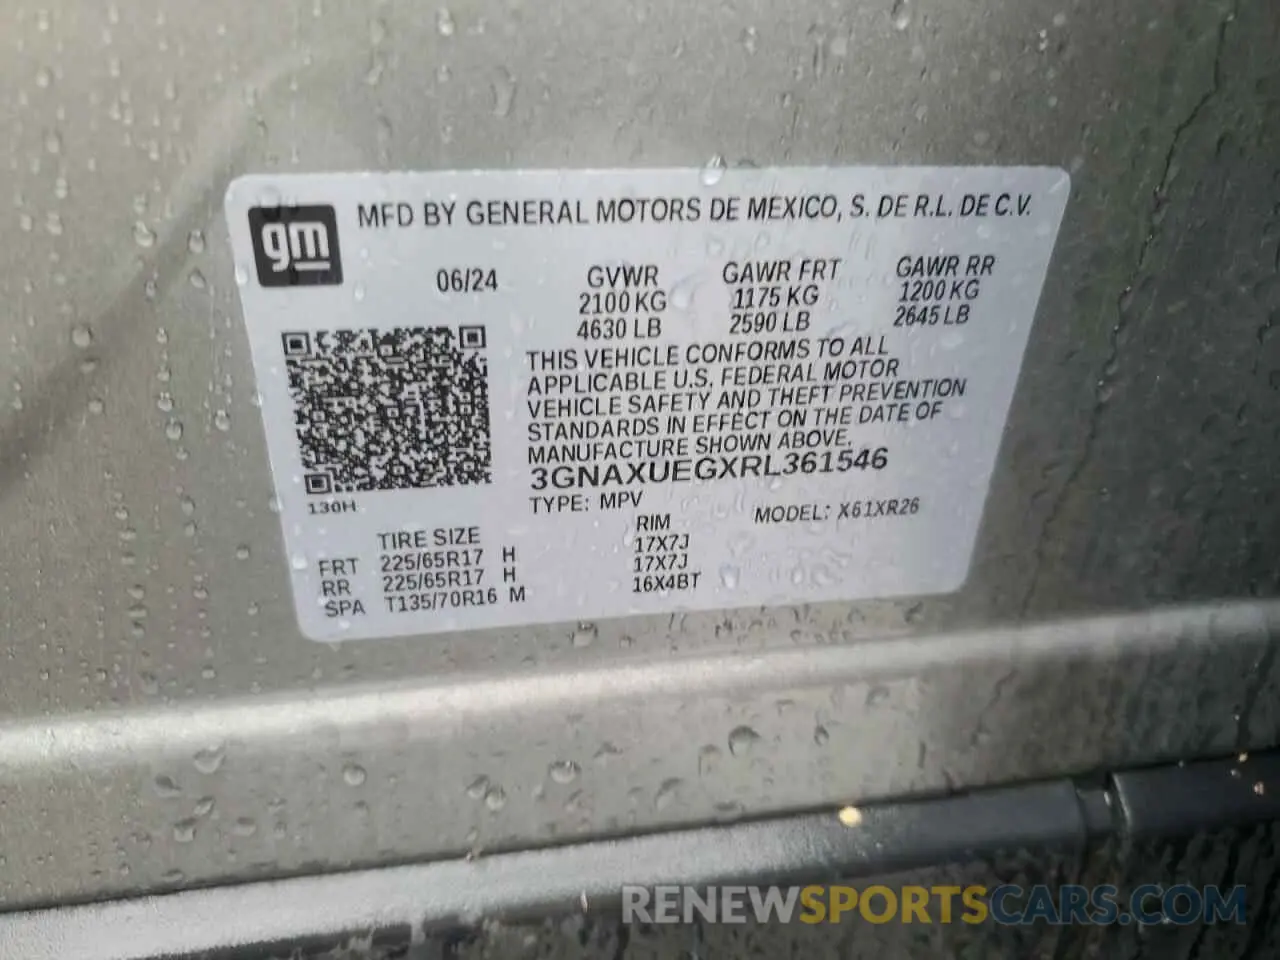 gm
MFD BY GENERAL MOTORS DE MEXICO, S. DE R.L. DE C.V.
06/24
GVWR GAWR FRT GAWR RR
2100 KG 1175 KG 1200 KG
4630 LB 2590 LB 2645 LB
THIS VEHICLE CONFORMS TO ALL
APPLICABLE U.S. FEDERAL MOTOR
VEHICLE SAFETY AND THEFT PREVENTION
STANDARDS IN EFFECT ON THE DATE OF
MANUFACTURE SHOWN ABOVE.
3GNAXUEGXRL361546
130H
TYPE: MPV MODEL: X61XR26
TIRE SIZE RIM
FRT 225/65R17 H 17X7J
RR 225/65R17 H 17X7J
SPA T135/70R16 M 16X4BT
RENEWSPORTSCARS.COM